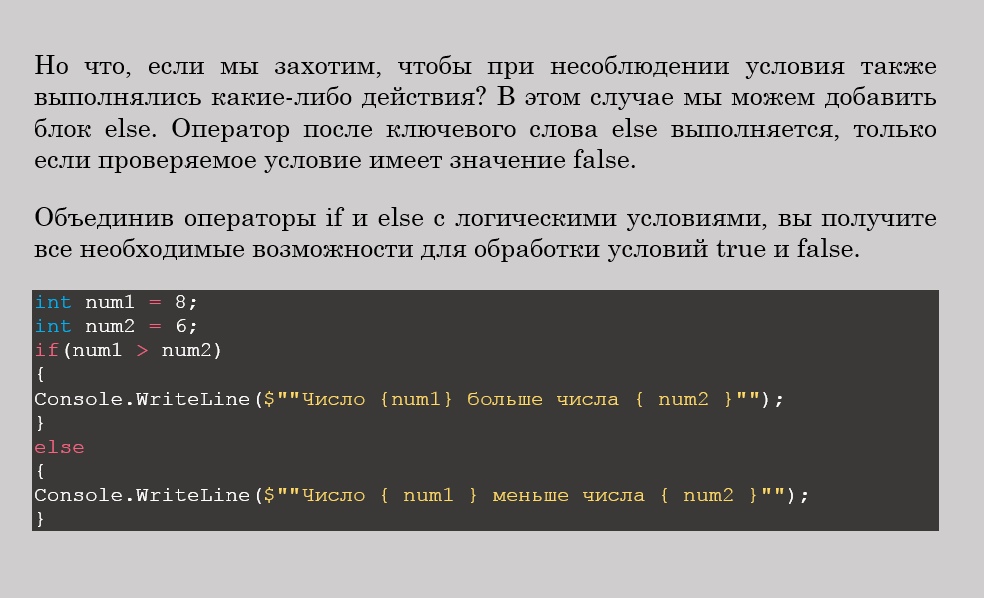 Но что, если мы захотим, чтобы при несоблюдении условия также
выполнялись какие-либо действия? В этом случае мы можем добавить
блок else. Оператор после ключевого слова else выполняется, только
если проверяемое условие имеет значение false.
Объединив операторы if и else с логическими условиями, вы получите
все необходимые возможности для обработки условий true и false.
int num1 = 8;
int num2 = 6;
if(num1 > num2)
{
Console.WriteLine($""Число {num1} больше числа { num2 }"");
}
else
{
Console.WriteLine($""Число { num1 } меньше числа { num2 }"");
}